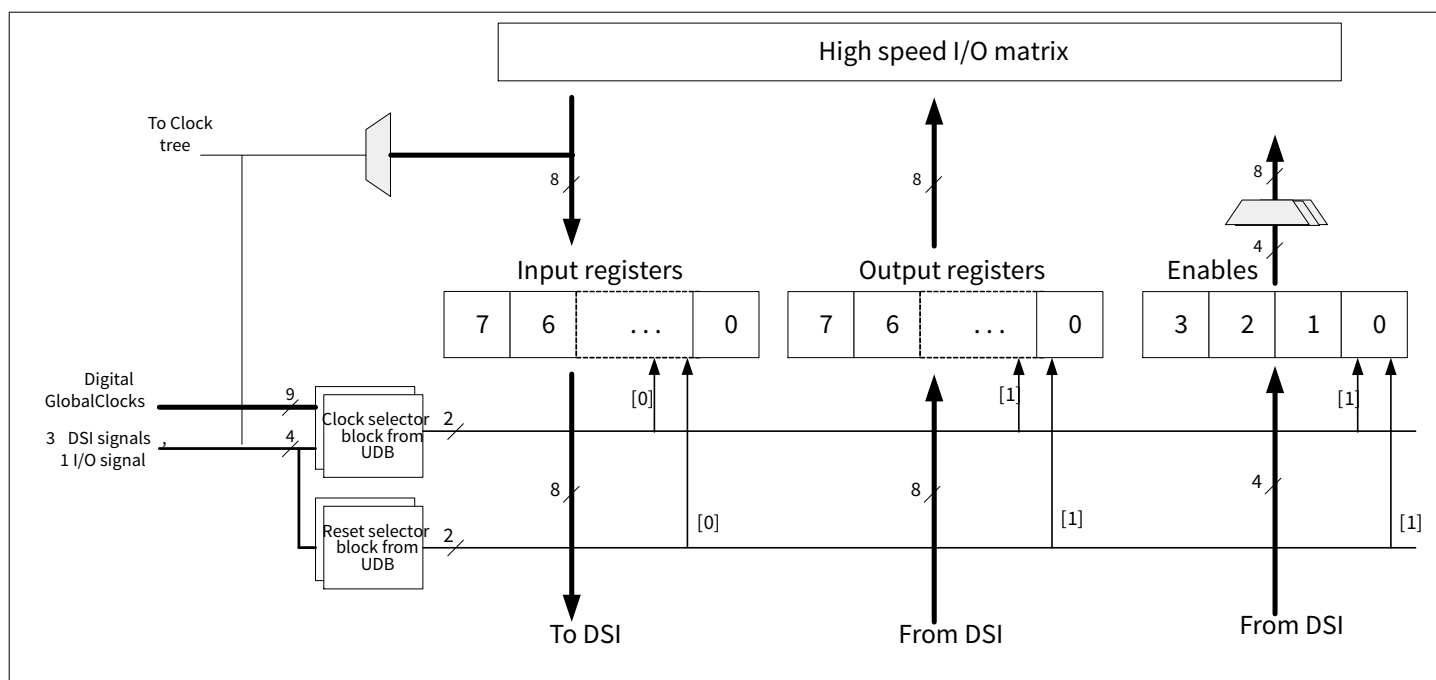 High speed I/O matrix
To Clock
tree
8
8
8
4
Input registers
Output registers
Enables
7 6 ... 0
7 6 ... 0
3 2 1 0
Digital
GlobalClocks
9
[0]
[1]
[1]
Clock selector
block from
UDB
2
3 DSI signals ,
1 I/O signal
4
8
8
4
[0]
[1]
[1]
Reset selector
block from
UDB
2
To DSI
From DSI
From DSI